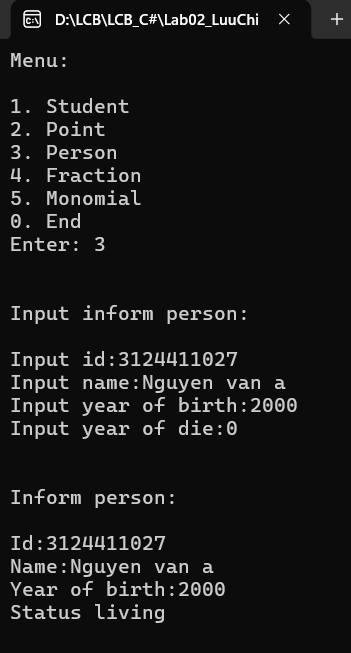 D:\LCB\LCB_C#\Lab02_LuuChi
Menu:
1. Student
2. Point
3. Person
4. Fraction
5. Monomial
0. End
Enter: 3
Input inform person:
Input id:3124411027
Input name:Nguyen van a
Input year of birth:2000
Input year of die:0
Inform person:
Id:3124411027
Name:Nguyen van a
Year of birth:2000
Status living